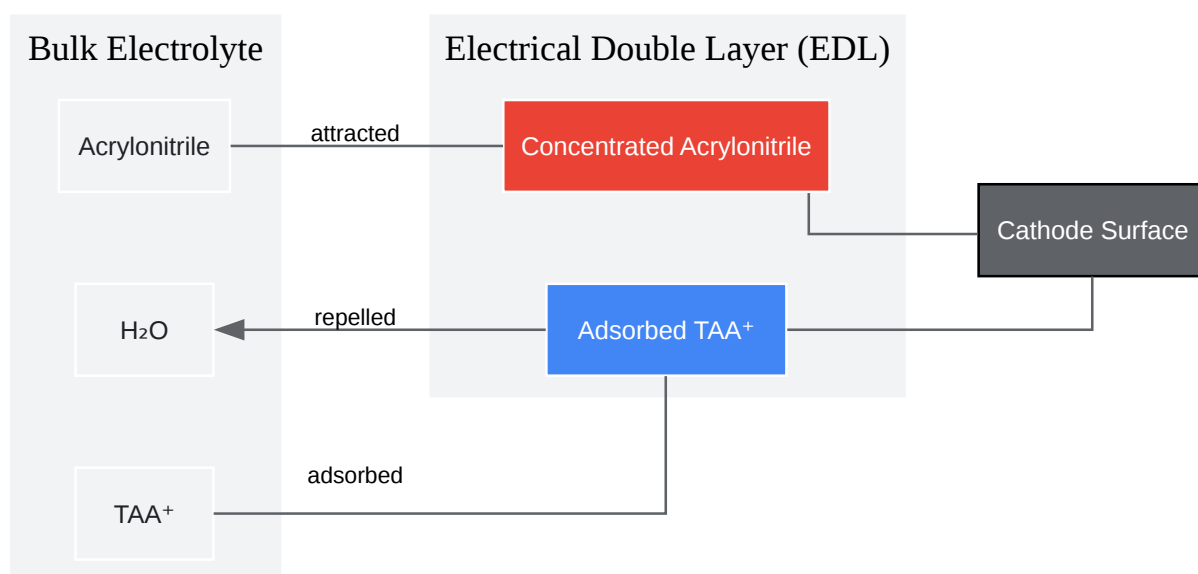 Bulk Electrolyte
Electrical Double Layer (EDL)
Acrylonitrile
attracted
Concentrated Acrylonitrile
Cathode Surface
H₂O
repelled
Adsorbed TAA⁺
adsorbed
TAA⁺